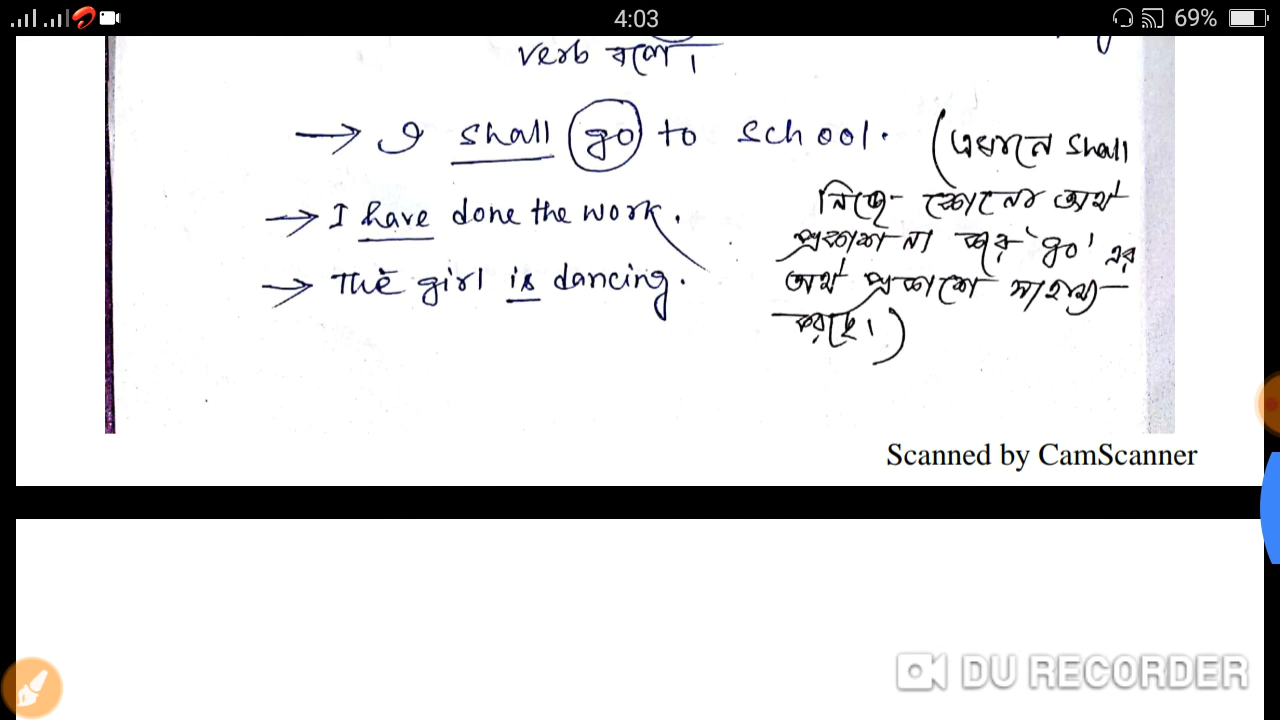 4:03
69%
verb বলে।
→ I shall go to school. (এখানে shall
নিজে কোনো অর্থ
প্রকাশ না করে 'go' এর
অর্থ প্রকাশে সাহায্য
করছে।)
→ I have done the work.
→ The girl is dancing.
Scanned by CamScanner
DU RECORDER